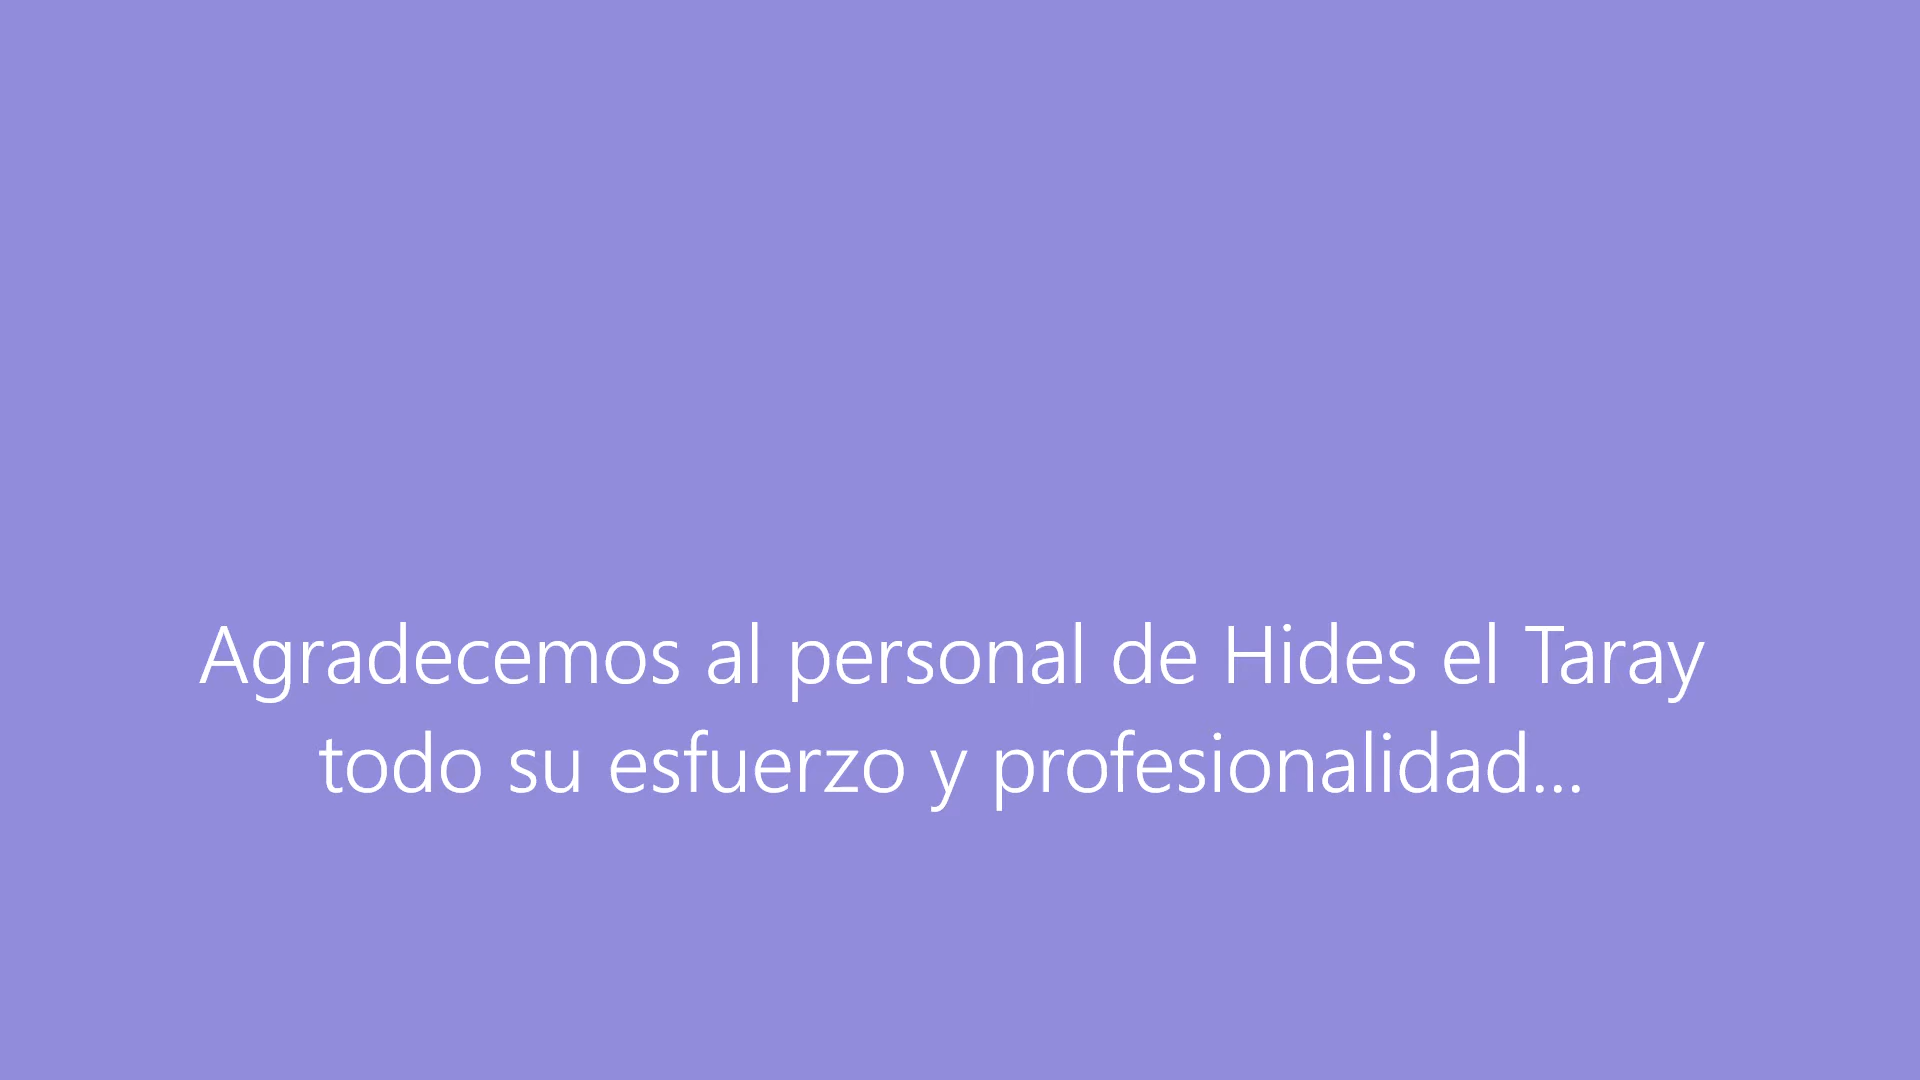 Agradecemos al personal de Hides el Taray
todo su esfuerzo y profesionalidad...